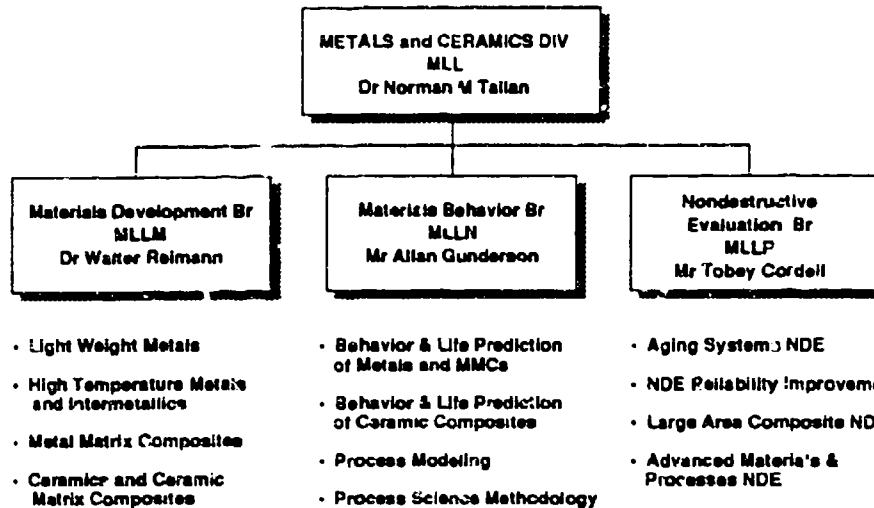 METALS and CERAMICS DIV
MLL
Dr Norman M Tallan
Materials Development Br
MLLM
Dr Walter Reimann
Materials Behavior Br
MLLN
Mr Allan Gunderson
Nondestructive
Evaluation Br
MLLP
Mr Tobey Cordell
• Light Weight Metals
• High Temperature Metals
and Intermetallics
• Metal Matrix Composites
• Ceramics and Ceramic
Matrix Composites
• Behavior & Life Prediction
of Metals and MMCs
• Behavior & Life Prediction
of Ceramic Composites
• Process Modeling
• Process Science Methodology
• Aging Systems NDE
• NDE Reliability Improveme
• Large Area Composite ND
• Advanced Materials &
Processes NDE